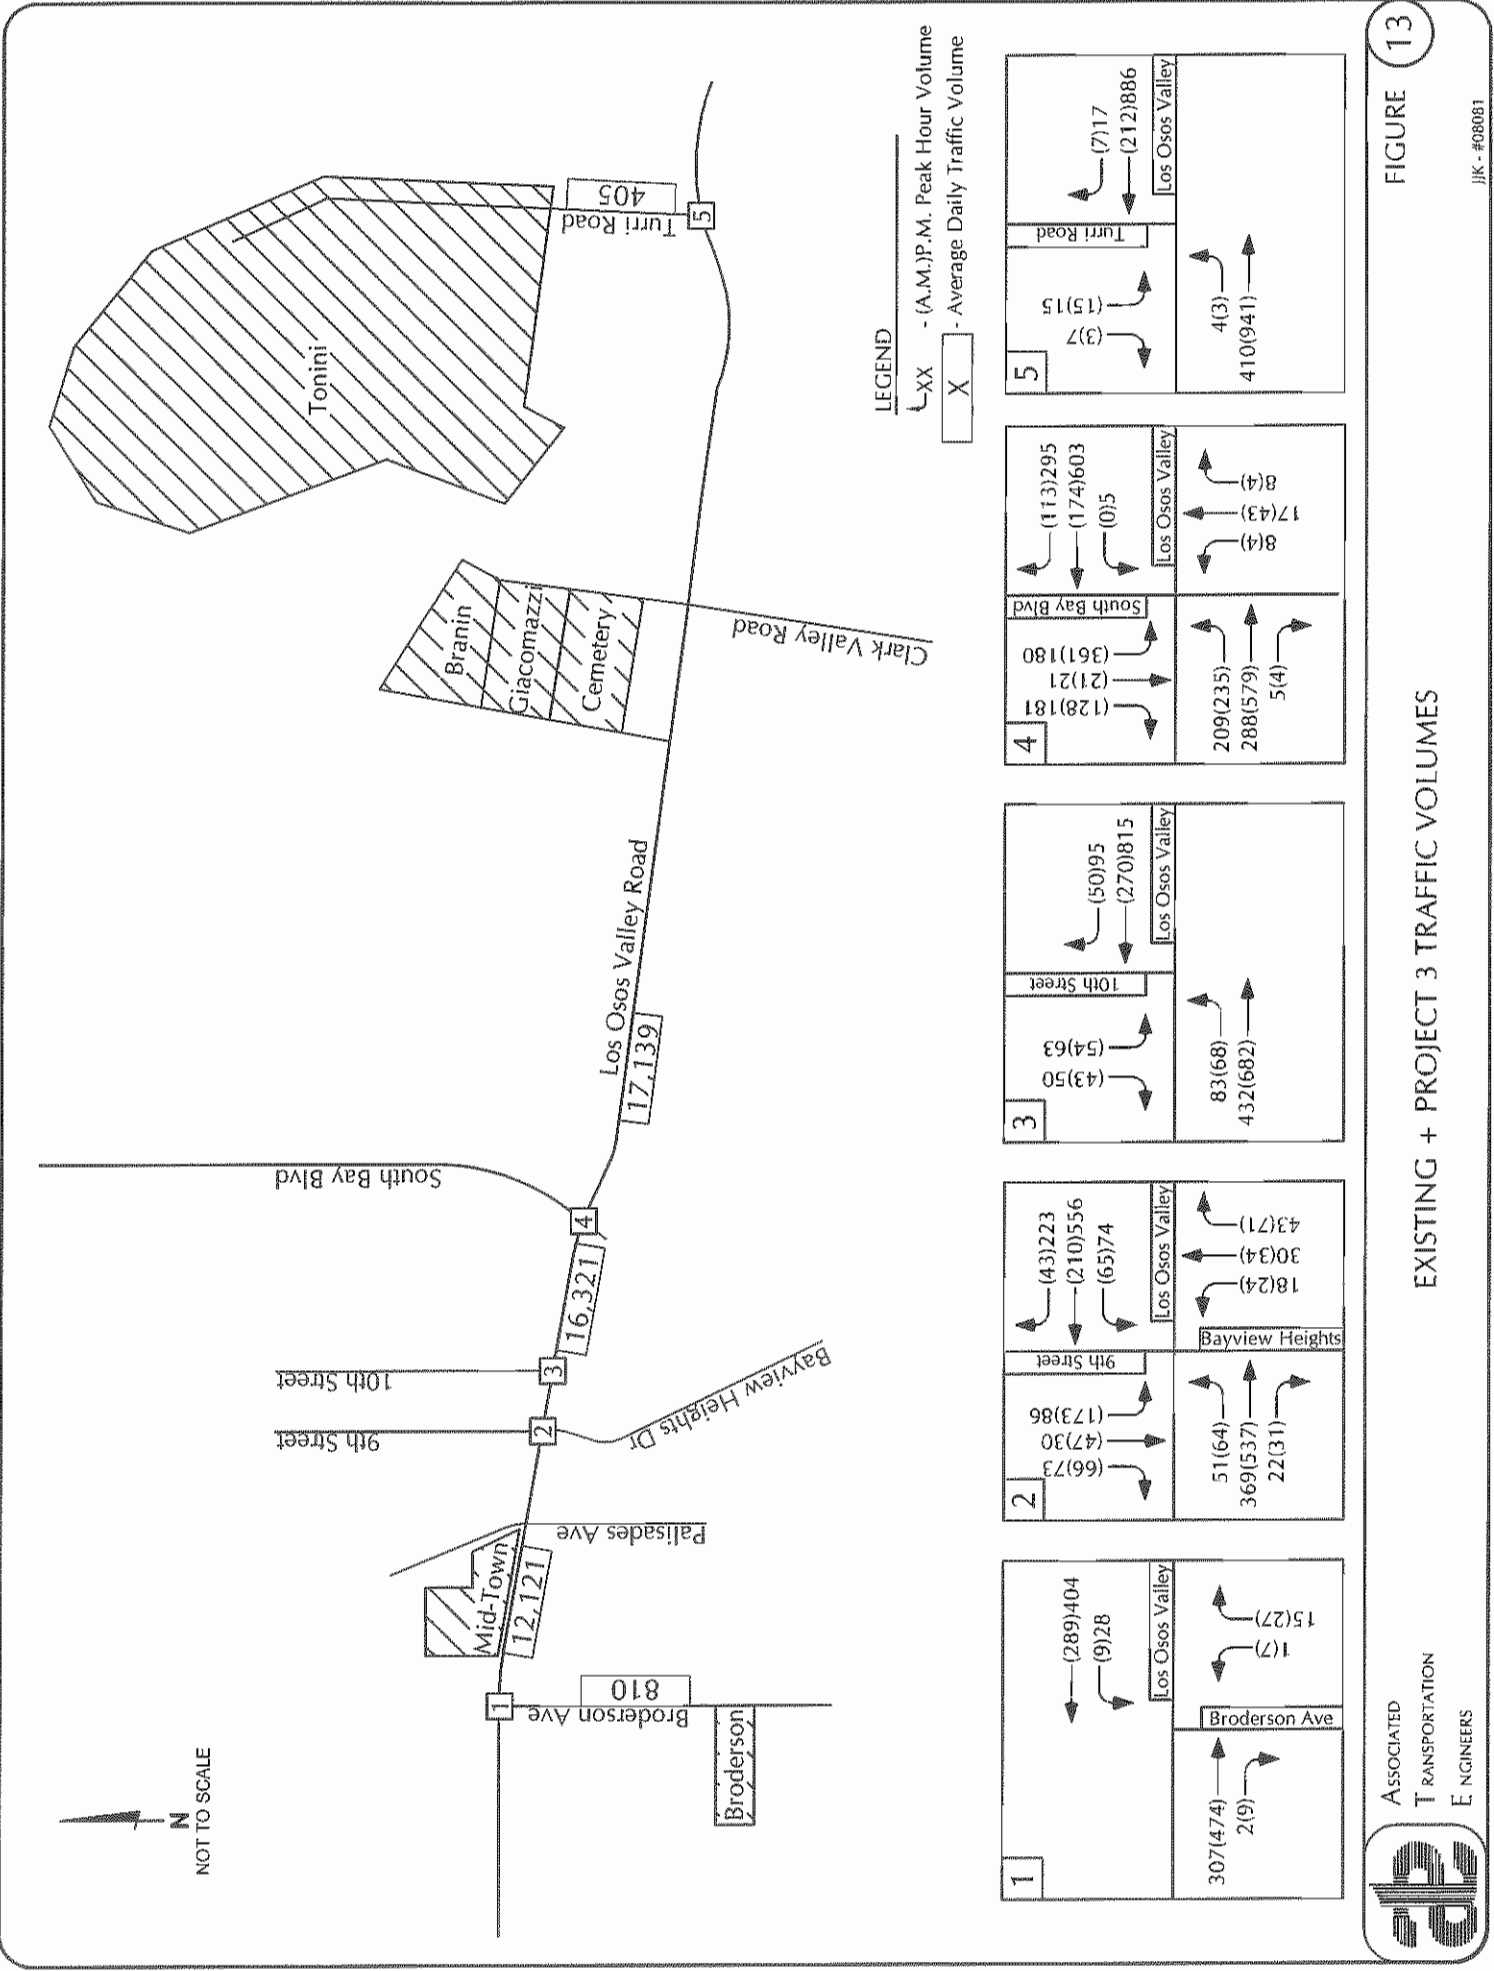 N
NOT TO SCALE
Tonini
Branin
Giacomazzi
Cemetery
Mid-Town
Broderson
South Bay Blvd
10th Street
9th Street
Palisades Ave
Broderson Ave
Bayview Heights Dr
Los Osos Valley Road
Clark Valley Road
Turri Road
1
2
3
4
5
810
12,121
16,321
17,139
405
LEGEND
XX - (A.M.)P.M. Peak Hour Volume
X - Average Daily Traffic Volume
1
(289)404
(9)28
Los Osos Valley
Broderson Ave
307(474)
2(9)
1(7)
15(27)
2
9th Street
(66)73
(47)30
(173)86
(43)223
(210)556
(65)74
Los Osos Valley
Bayview Heights
51(64)
369(537)
22(31)
18(24)
30(34)
43(71)
3
10th Street
(43)50
(54)63
(50)95
(270)815
Los Osos Valley
83(68)
432(682)
4
South Bay Blvd
(128)181
(21)21
(361)180
(113)295
(174)603
(0)5
Los Osos Valley
209(235)
288(579)
5(4)
8(4)
17(43)
8(4)
5
Turri Road
(3)7
(15)15
(7)17
(212)886
Los Osos Valley
4(3)
410(941)
ate
ASSOCIATED
TRANSPORTATION
ENGINEERS
EXISTING + PROJECT 3 TRAFFIC VOLUMES
FIGURE 13
JJK - #08081